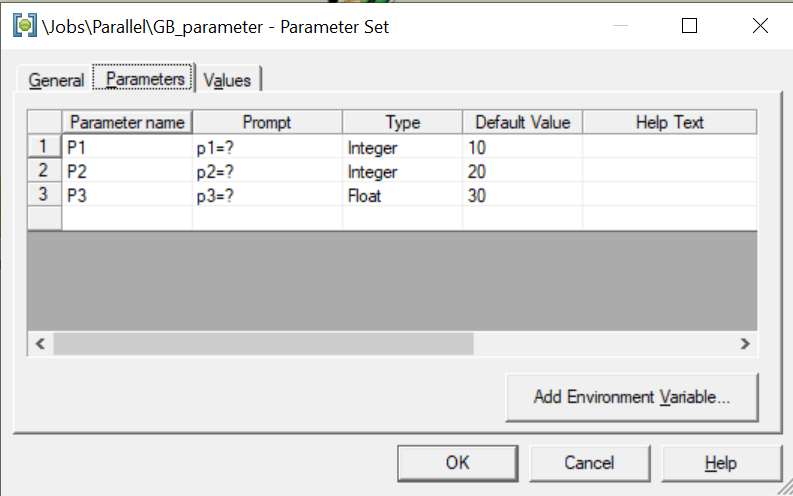 \Jobs\Parallel\GB_parameter - Parameter Set
General Parameters Values
Parameter name Prompt Type Default Value Help Text
1 P1 p1=? Integer 10
2 P2 p2=? Integer 20
3 P3 p3=? Float 30
Add Environment Variable...
OK Cancel Help